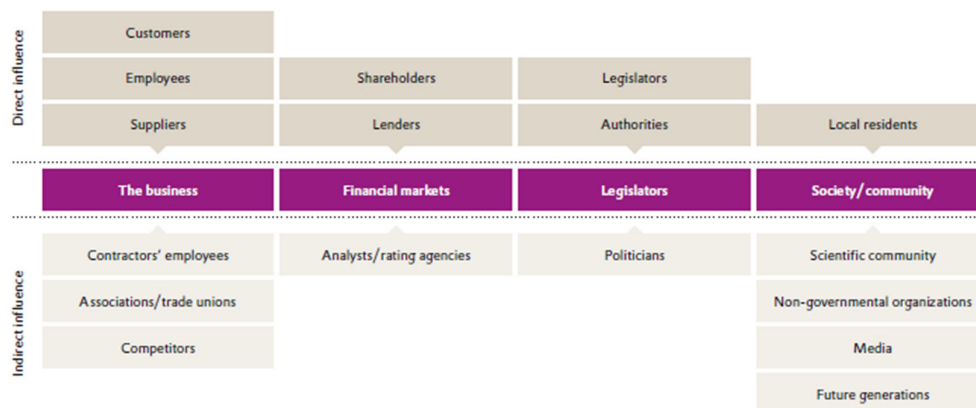 Direct influence
Customers
Employees
Shareholders
Legislators
Suppliers
Lenders
Authorities
Local residents
The business
Financial markets
Legislators
Society/community
Indirect influence
Contractors' employees
Analysts/rating agencies
Politicians
Scientific community
Associations/trade unions
Non-governmental organizations
Competitors
Media
Future generations